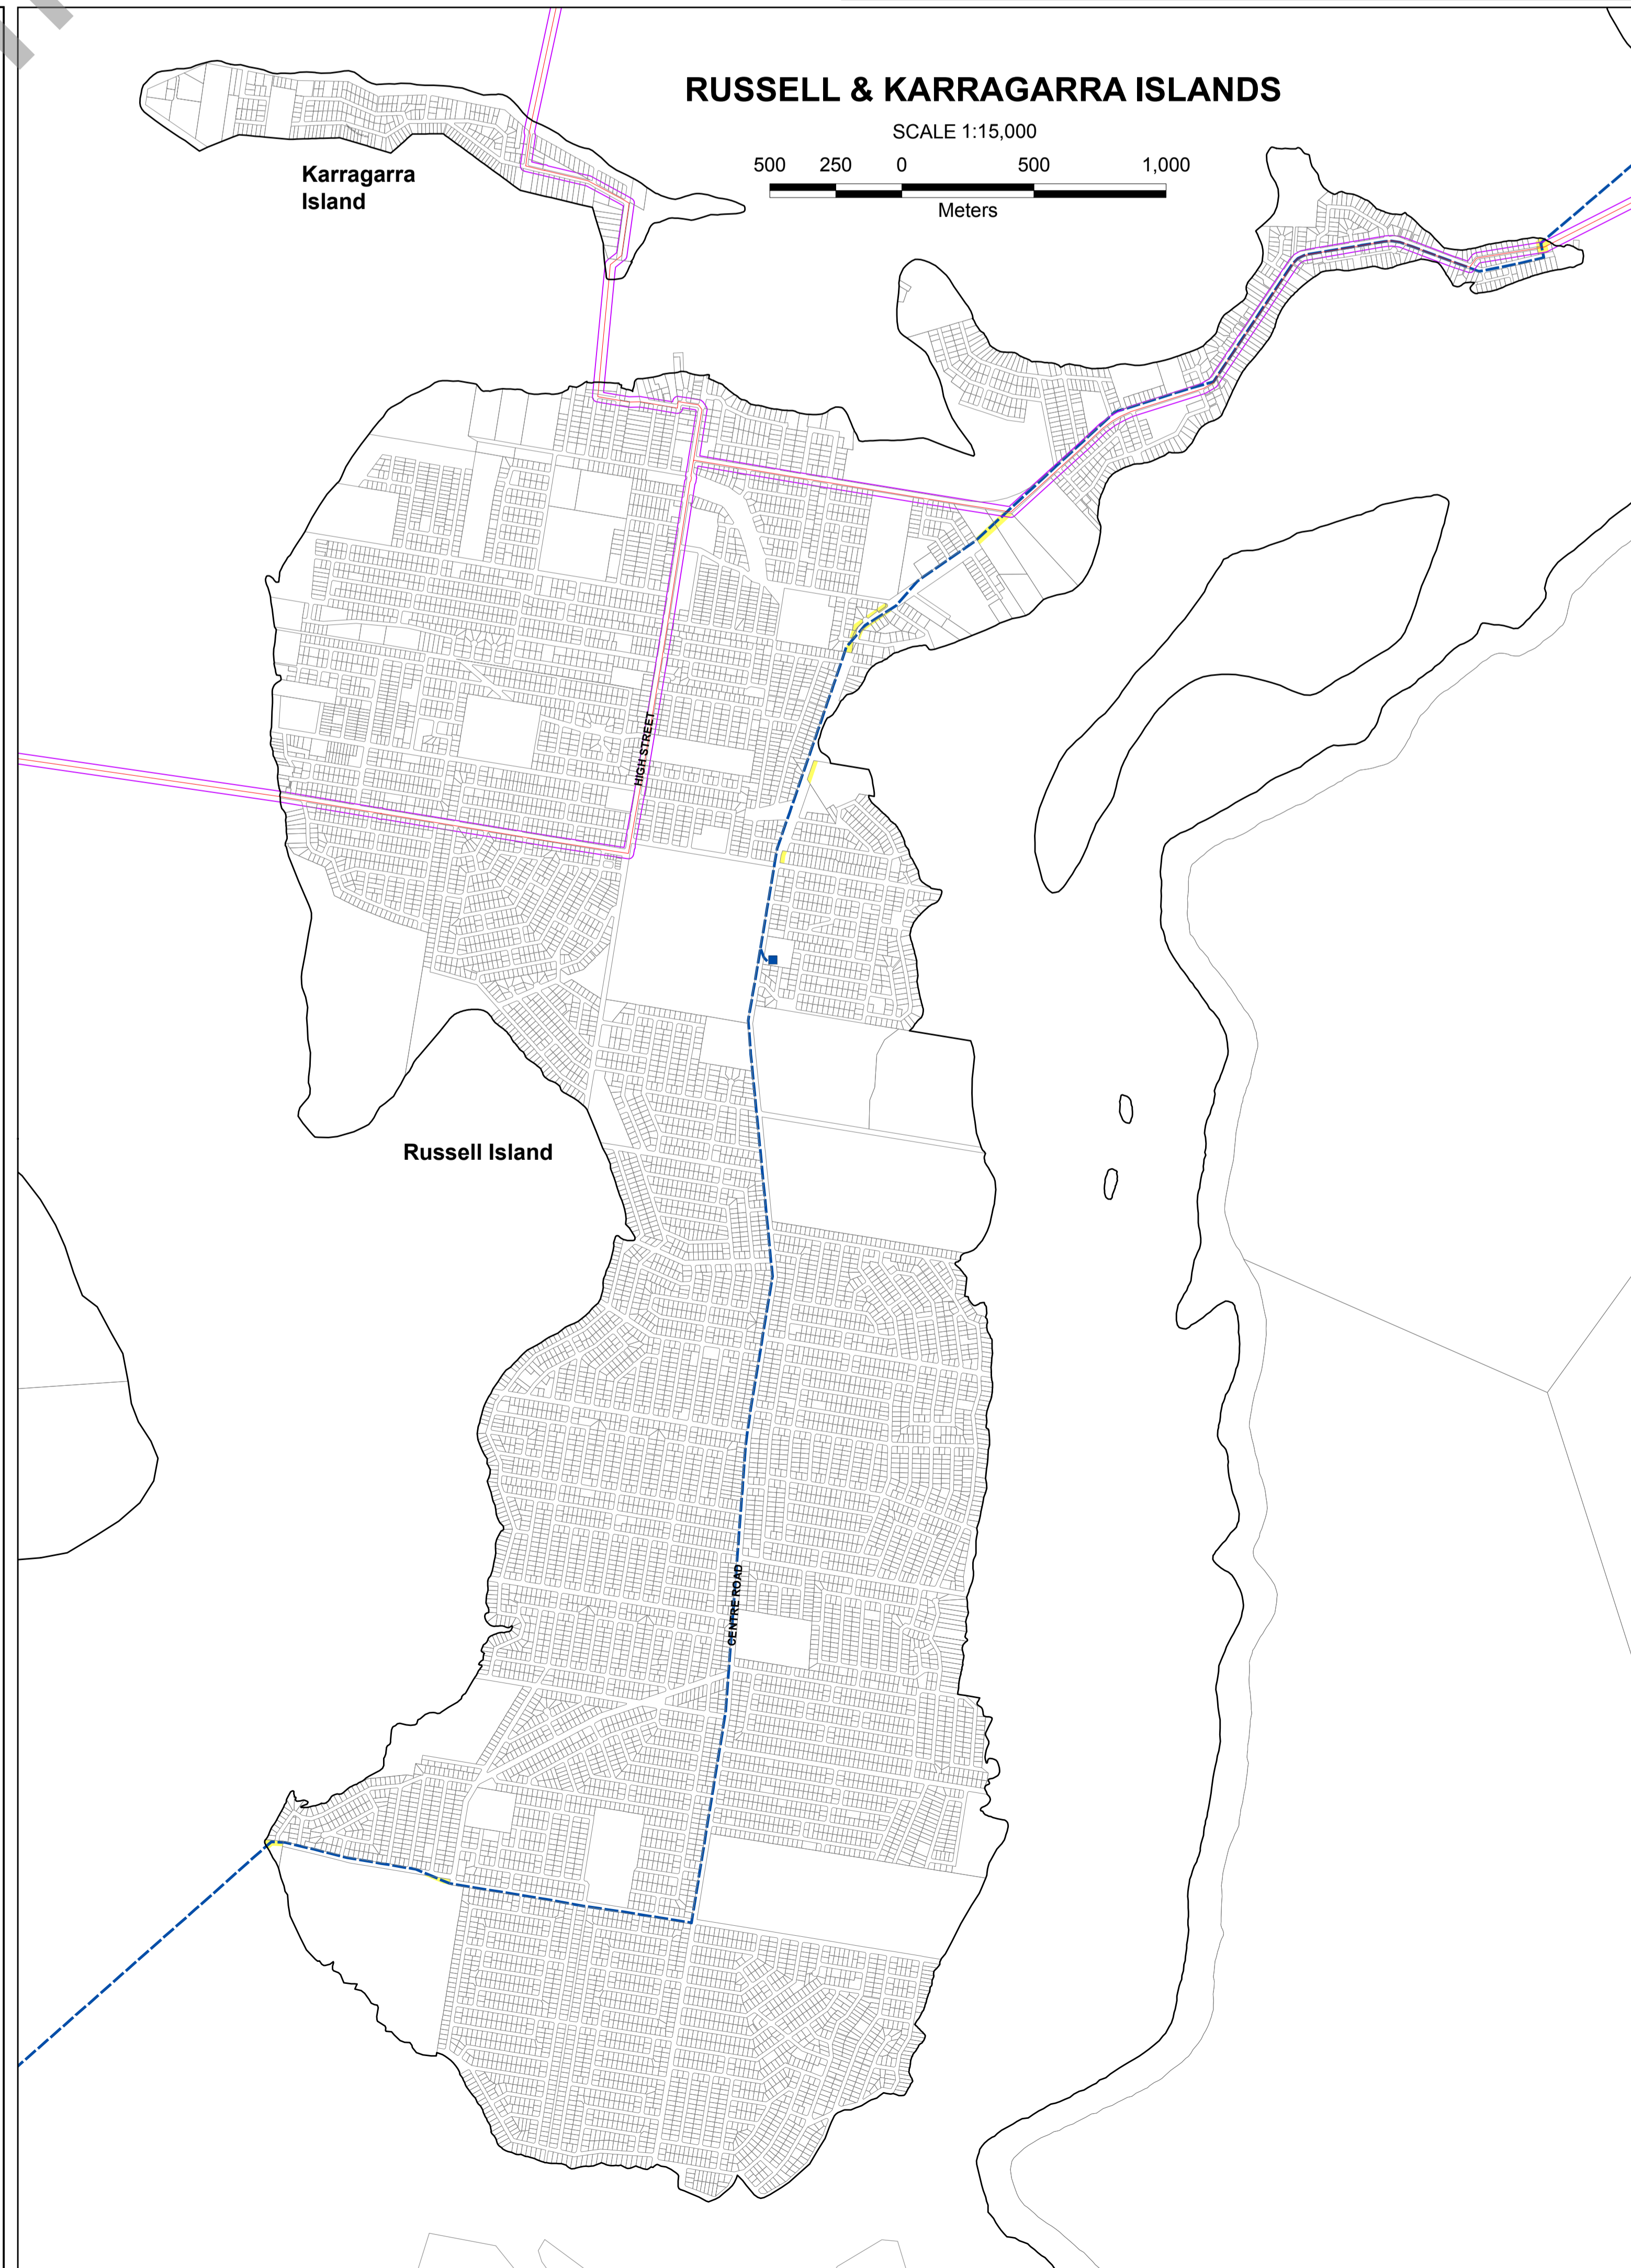 RUSSELL & KARRAGARRA ISLANDS
SCALE 1:15,000
500 250 0 500 1,000
Meters
Karragarra
Island
HIGH STREET
Russell Island
CENTRE ROAD